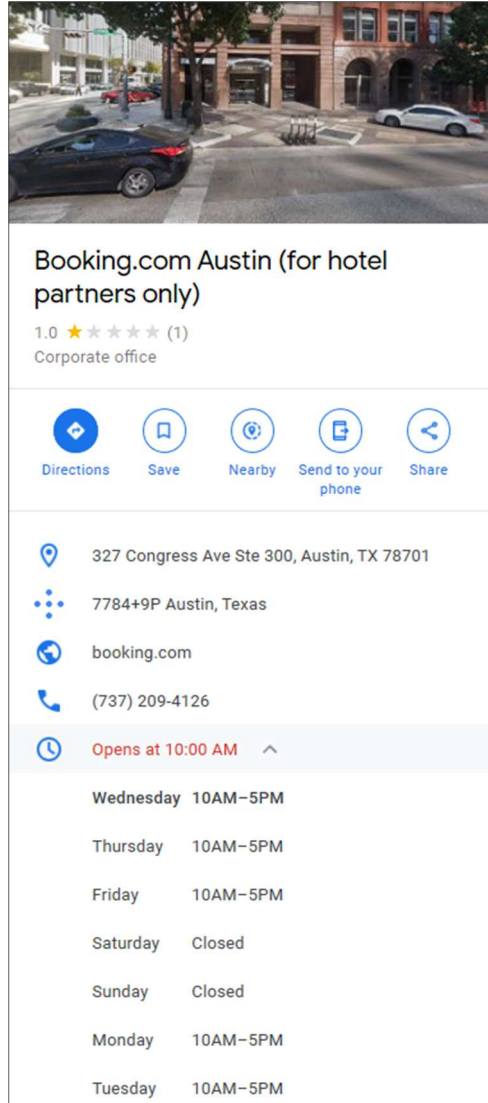 Booking.com Austin (for hotel
partners only)
1.0 (1)
Corporate office
Directions
Save
Nearby
Send to your
phone
Share
327 Congress Ave Ste 300, Austin, TX 78701
7784+9P Austin, Texas
booking.com
(737) 209-4126
Opens at 10:00 AM
Wednesday 10AM–5PM
Thursday 10AM–5PM
Friday 10AM–5PM
Saturday Closed
Sunday Closed
Monday 10AM–5PM
Tuesday 10AM–5PM